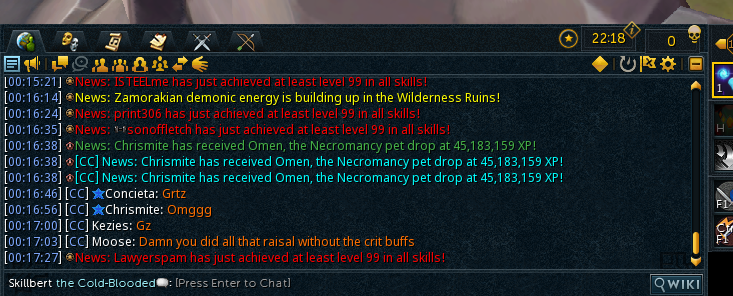 22:18
0
[00:15:21] News: ISTEELme has just achieved at least level 99 in all skills!
[00:16:14] News: Zamorakian demonic energy is building up in the Wilderness Ruins!
[00:16:24] News: print306 has just achieved at least level 99 in all skills!
[00:16:35] News: sonoffletch has just achieved at least level 99 in all skills!
[00:16:38] News: Chrismite has received Omen, the Necromancy pet drop at 45,183,159 XP!
[00:16:38] [CC] News: Chrismite has received Omen, the Necromancy pet drop at 45,183,159 XP!
[00:16:38] [CC] News: Chrismite has received Omen, the Necromancy pet drop at 45,183,159 XP!
[00:16:46] [CC] Concieta: Grtz
[00:16:56] [CC] Chrismite: Omggg
[00:17:00] [CC] Kezies: Gz
[00:17:03] [CC] Moose: Damn you did all that raisal without the crit buffs
[00:17:27] News: Lawyerspam has just achieved at least level 99 in all skills!
Skillbert the Cold-Blooded: [Press Enter to Chat]
WIKI
1
H
F1
F1